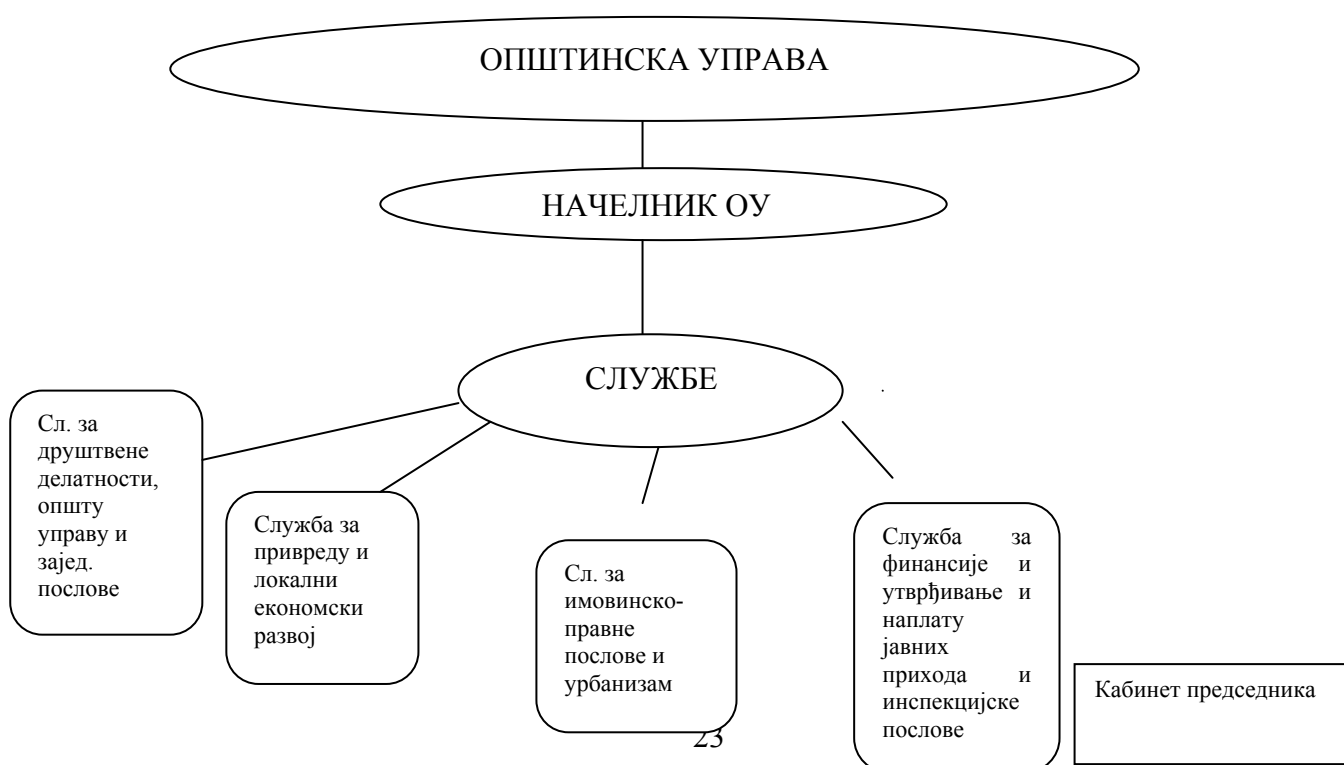 ОПШТИНСКА УПРАВА
НАЧЕЛНИК ОУ
СЛУЖБЕ
Сл. за
друштвене
делатности,
општу
управу и
зајед.
послове
Служба за
привреду и
локални
економски
развој
Сл. за
имовинско-
правне
послове и
урбанизам
Служба за
финансије и
утврђивање и
наплату
јавних
прихода и
инспекцијске
послове
Кабинет председника
23